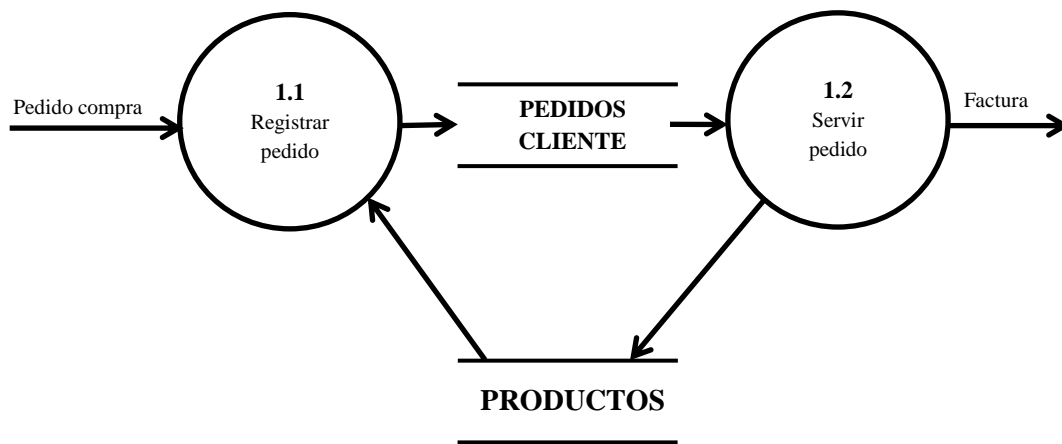 Pedido compra
1.1
Registrar
pedido
PEDIDOS
CLIENTE
1.2
Servir
pedido
Factura
PRODUCTOS